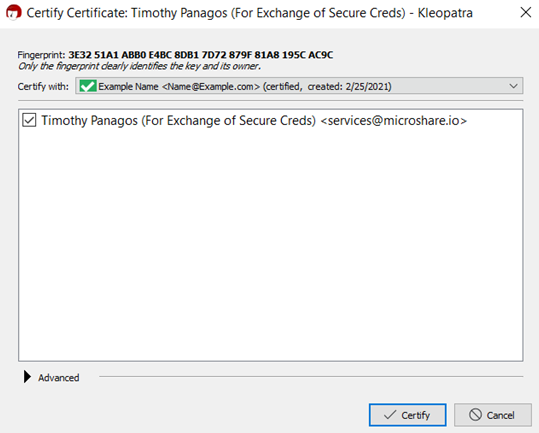 Certify Certificate: Timothy Panagos (For Exchange of Secure Creds) - Kleopatra
Fingerprint: 3E32 51A1 ABB0 E4BC 8DB1 7D72 879F 81A8 195C AC9C
Only the fingerprint clearly identifies the key and its owner.
Certify with: Example Name <Name@Example.com> (certified, created: 2/25/2021)
Timothy Panagos (For Exchange of Secure Creds) <services@microshare.io>
Advanced
Certify Cancel